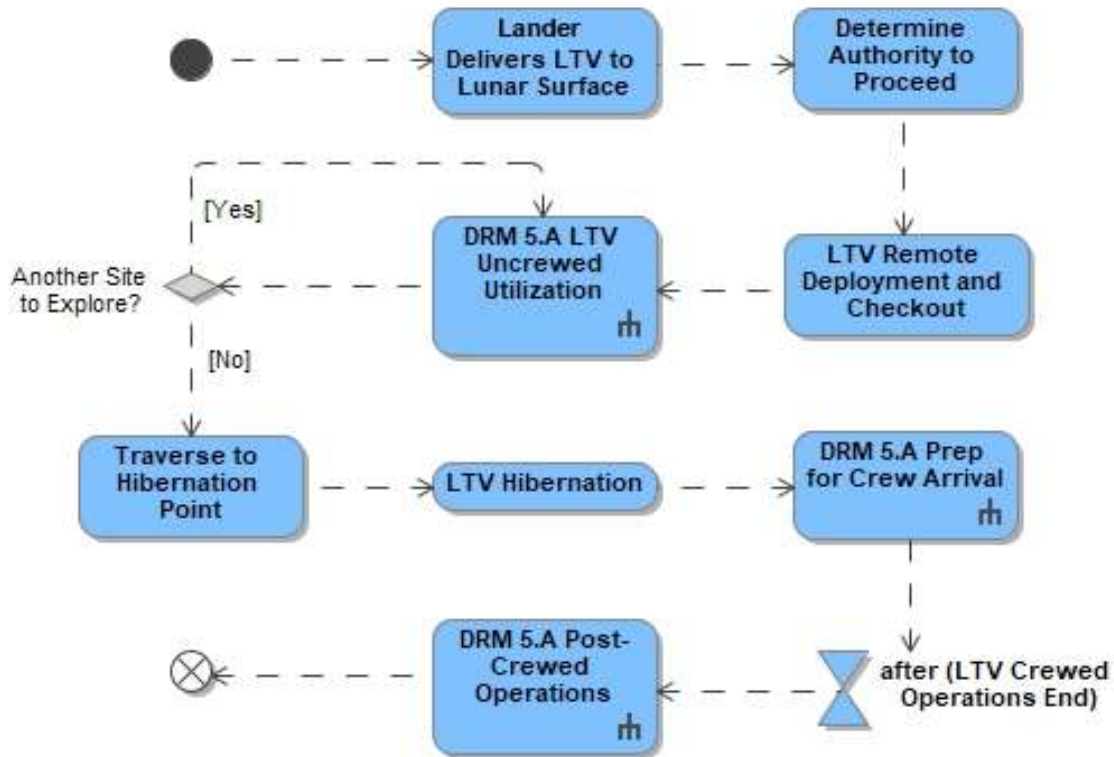 Lander
Delivers LTV to
Lunar Surface
Determine
Authority to
Proceed
[Yes]
Another Site
to Explore?
DRM 5.A LTV
Uncrewed
Utilization
LTV Remote
Deployment and
Checkout
[No]
Traverse to
Hibernation
Point
LTV Hibernation
DRM 5.A Prep
for Crew Arrival
DRM 5.A Post-
Crewed
Operations
after (LTV Crewed
Operations End)